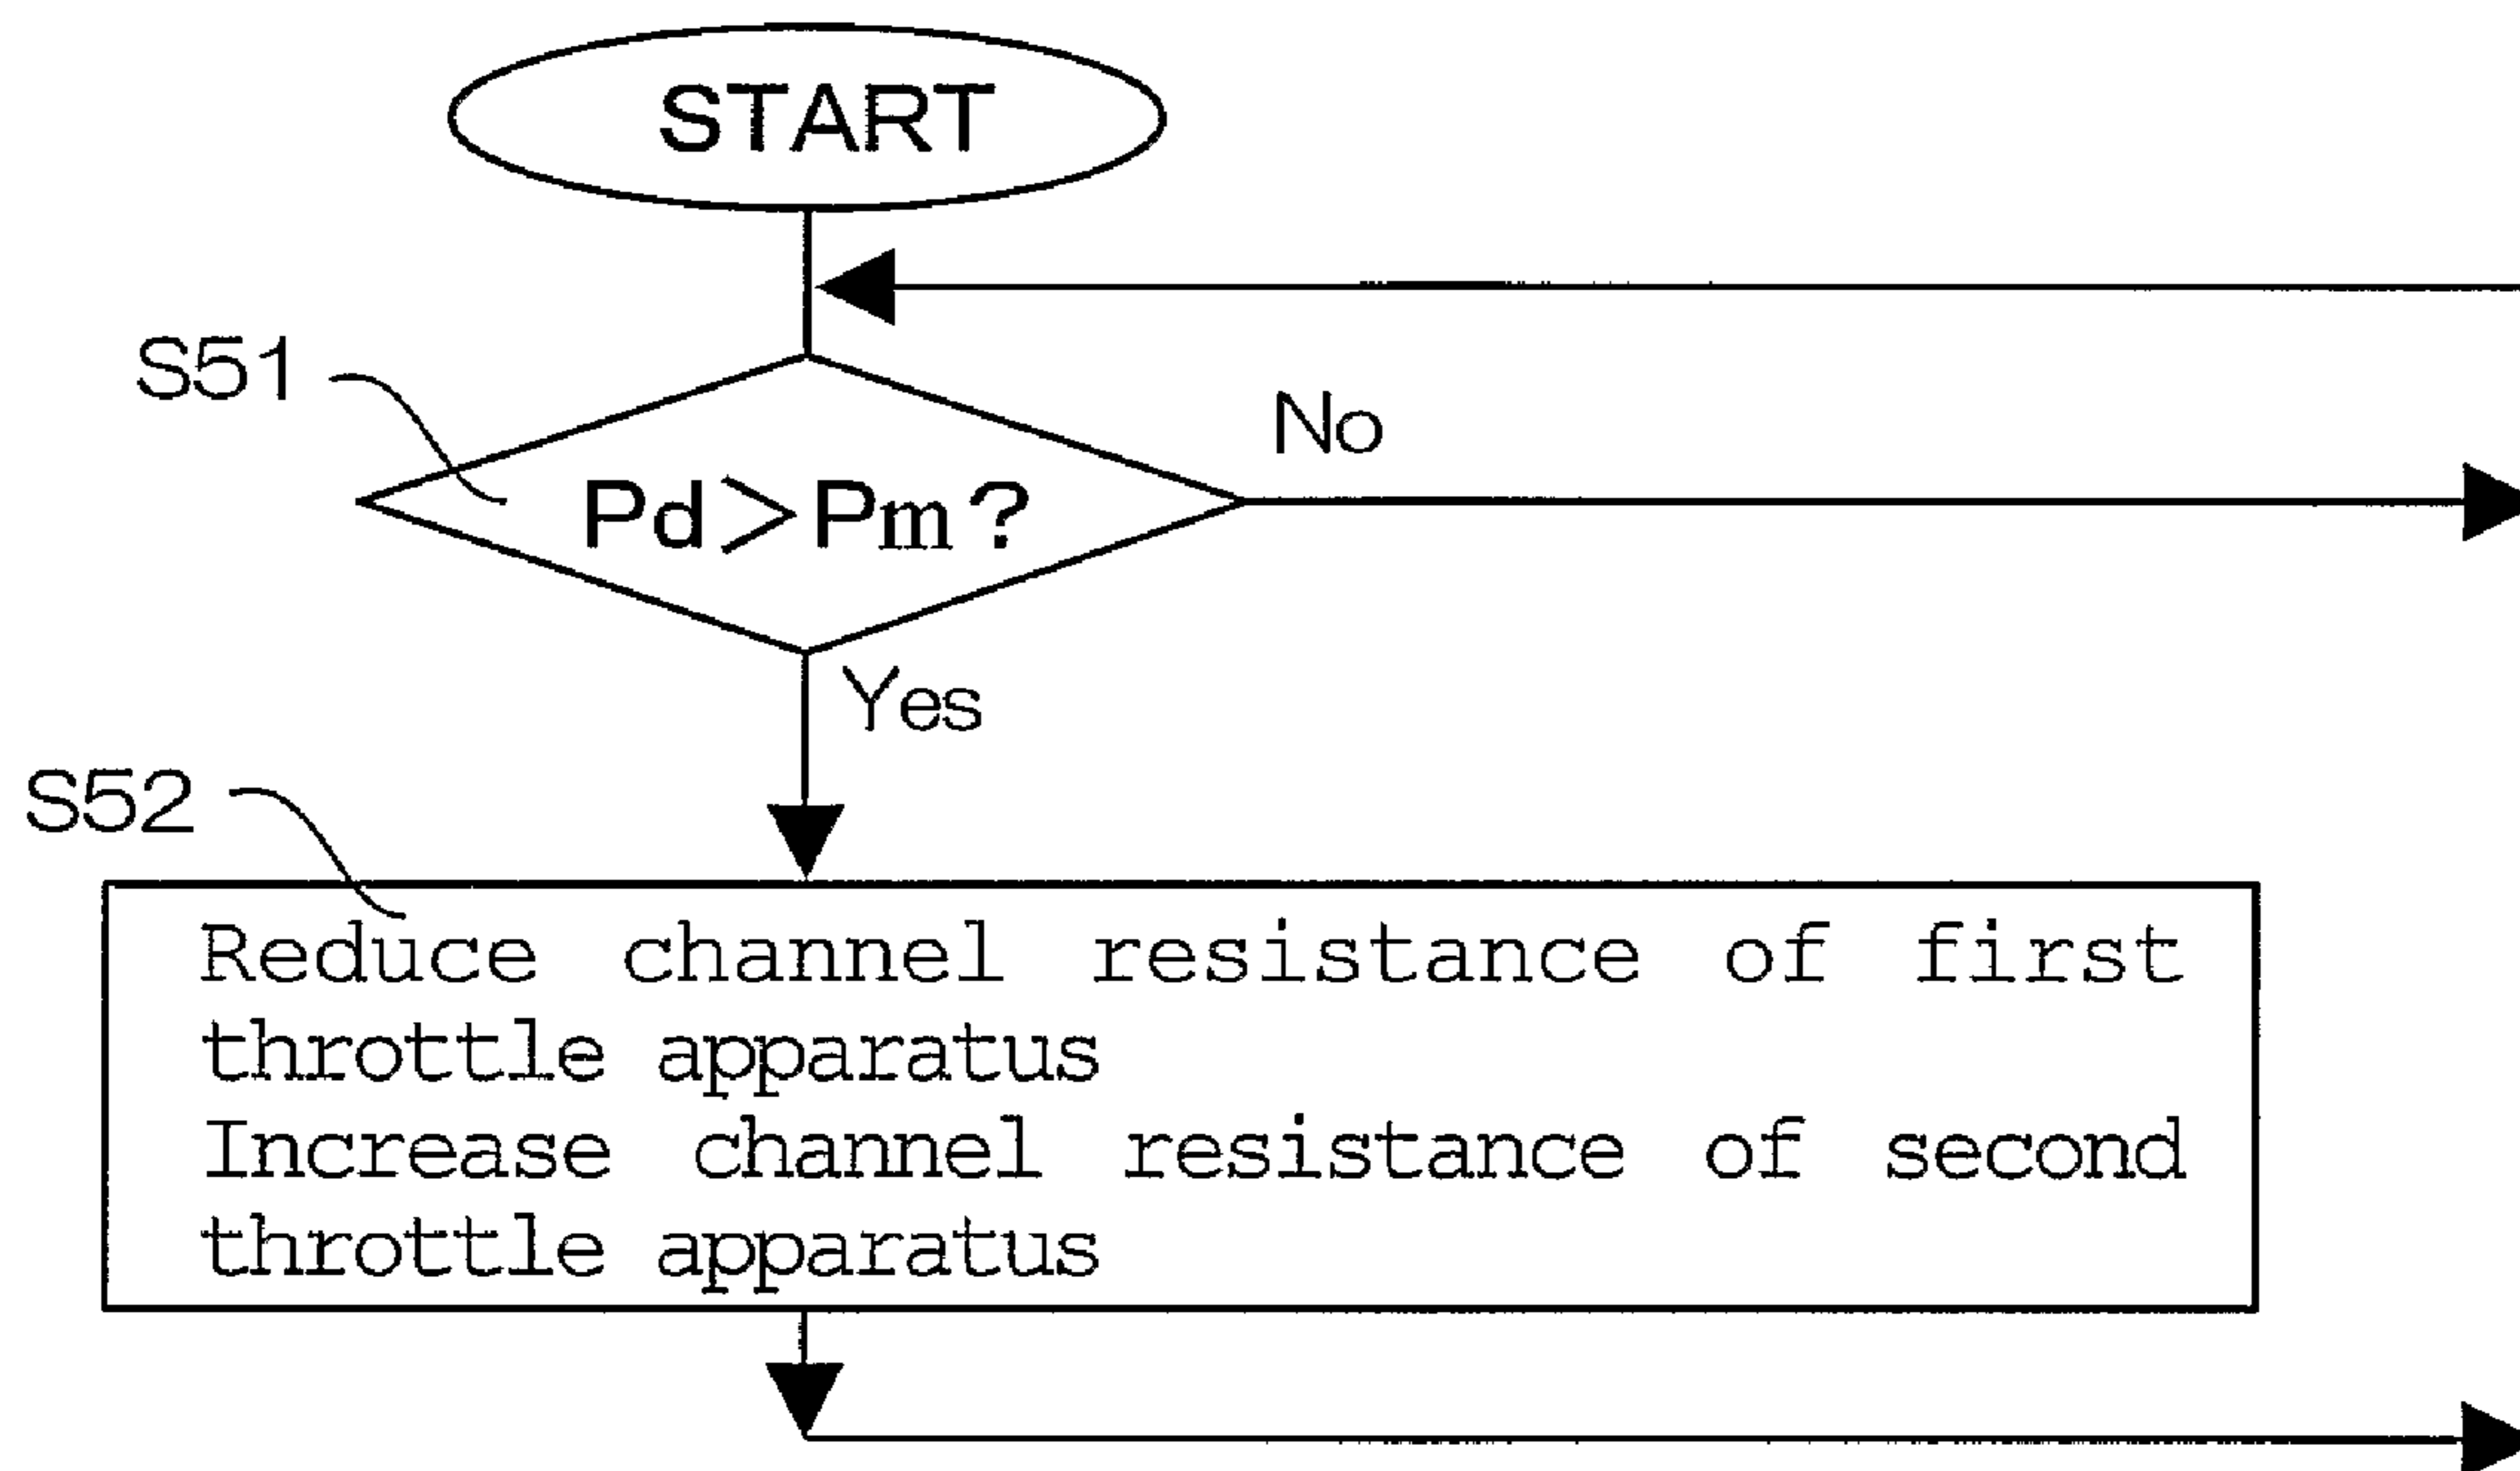 START
S51
No
Pd>Pm?
Yes
S52
Reduce channel resistance of first
throttle apparatus
Increase channel resistance of second
throttle apparatus